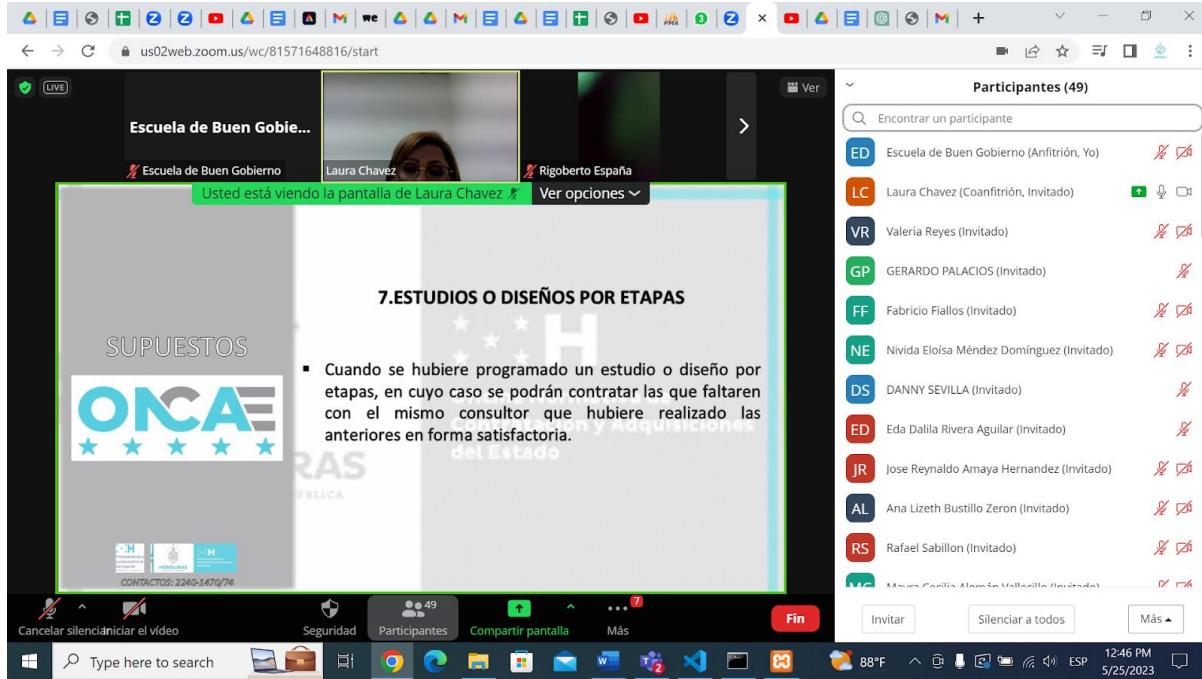 us02web.zoom.us/wc/81571648816/start
LIVE
Ver
Escuela de Buen Gobie...
Escuela de Buen Gobierno
Laura Chavez
Rigoberto España
Usted está viendo la pantalla de Laura Chavez
Ver opciones
SUPUESTOS
ONCAE
CONTACTOS: 2240-1470/74
7.ESTUDIOS O DISEÑOS POR ETAPAS
▪ Cuando se hubiere programado un estudio o diseño por
etapas, en cuyo caso se podrán contratar las que faltaren
con el mismo consultor que hubiere realizado las
anteriores en forma satisfactoria.
Contratación y Adquisiciones
del Estado
Participantes (49)
Encontrar un participante
ED Escuela de Buen Gobierno (Anfitrión, Yo)
LC Laura Chavez (Coanfitrión, Invitado)
VR Valeria Reyes (Invitado)
GP GERARDO PALACIOS (Invitado)
FF Fabricio Fiallos (Invitado)
NE Nivida Eloísa Méndez Domínguez (Invitado)
DS DANNY SEVILLA (Invitado)
ED Eda Dalila Rivera Aguilar (Invitado)
JR Jose Reynaldo Amaya Hernandez (Invitado)
AL Ana Lizeth Bustillo Zeron (Invitado)
RS Rafael Sabillon (Invitado)
Invitar
Silenciar a todos
Más
Cancelar silenciar
Iniciar el vídeo
Seguridad
49
Participantes
Compartir pantalla
7
Más
Fin
Type here to search
88°F
ESP
12:46 PM
5/25/2023